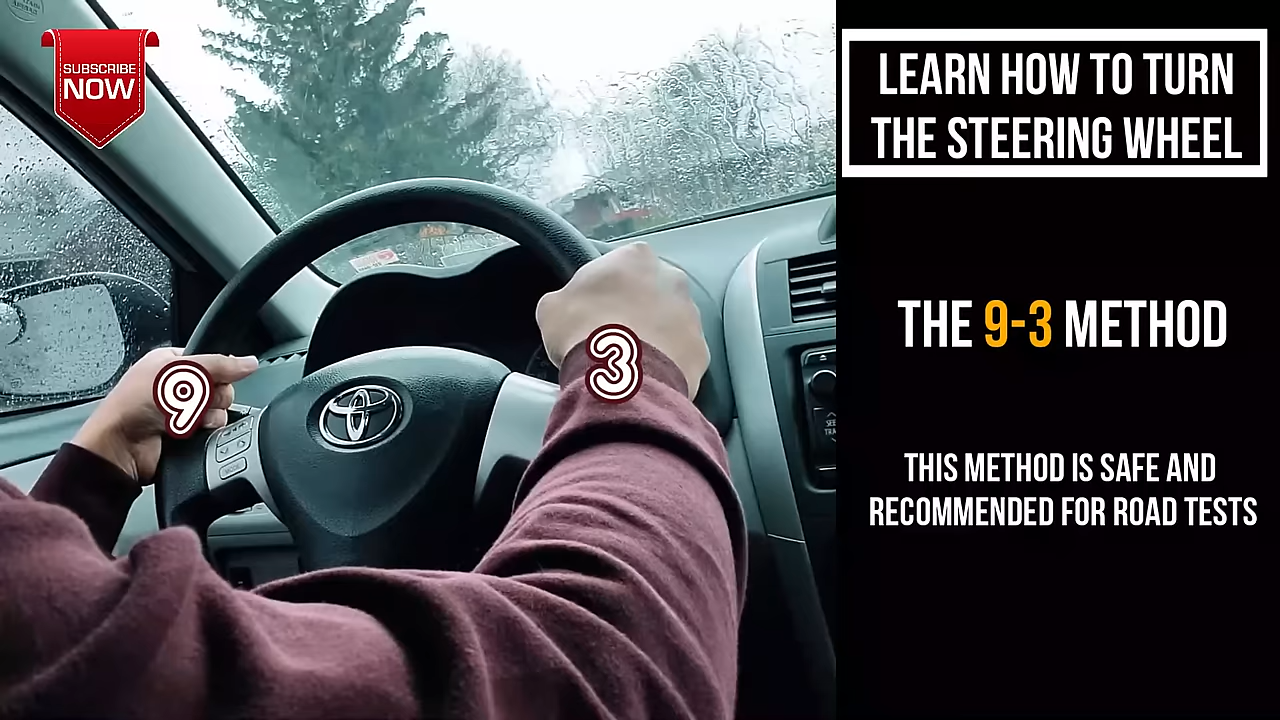 SUBSCRIBE
NOW
LEARN HOW TO TURN
THE STEERING WHEEL
THE 9-3 METHOD
9
3
THIS METHOD IS SAFE AND
RECOMMENDED FOR ROAD TESTS